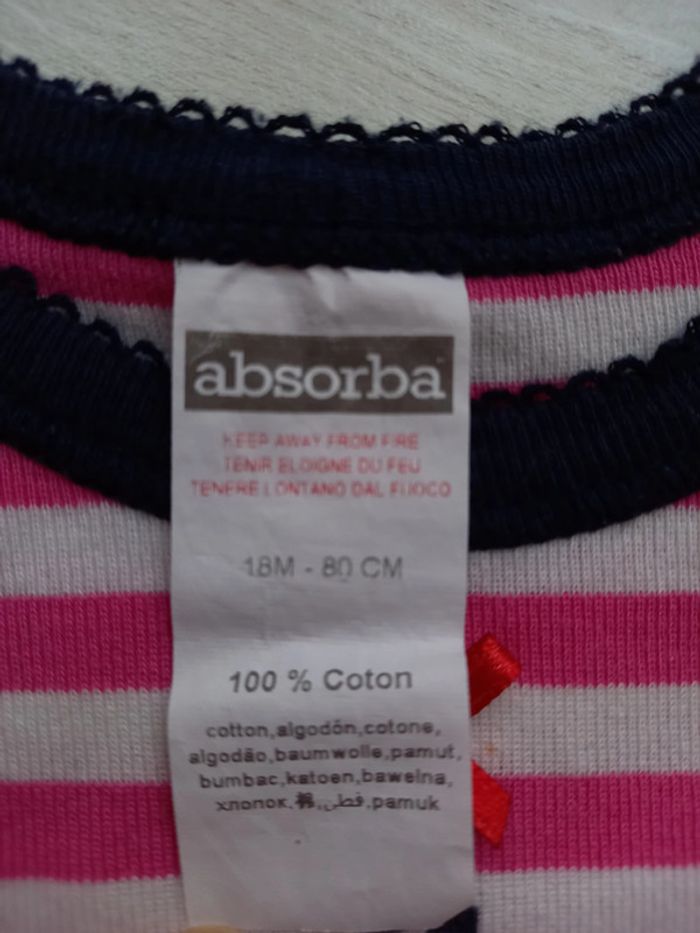 absorba
KEEP AWAY FROM FIRE
TENIR ELOIGNE DU FEU
TENERE LONTANO DAL FUOCO
18M - 80 CM
100 % Coton
cotton,algodón,cotone,
algodão,baumwolle,pamut,
bumbac,katoen,bawełna,
хлопок,棉,قطن,pamuk